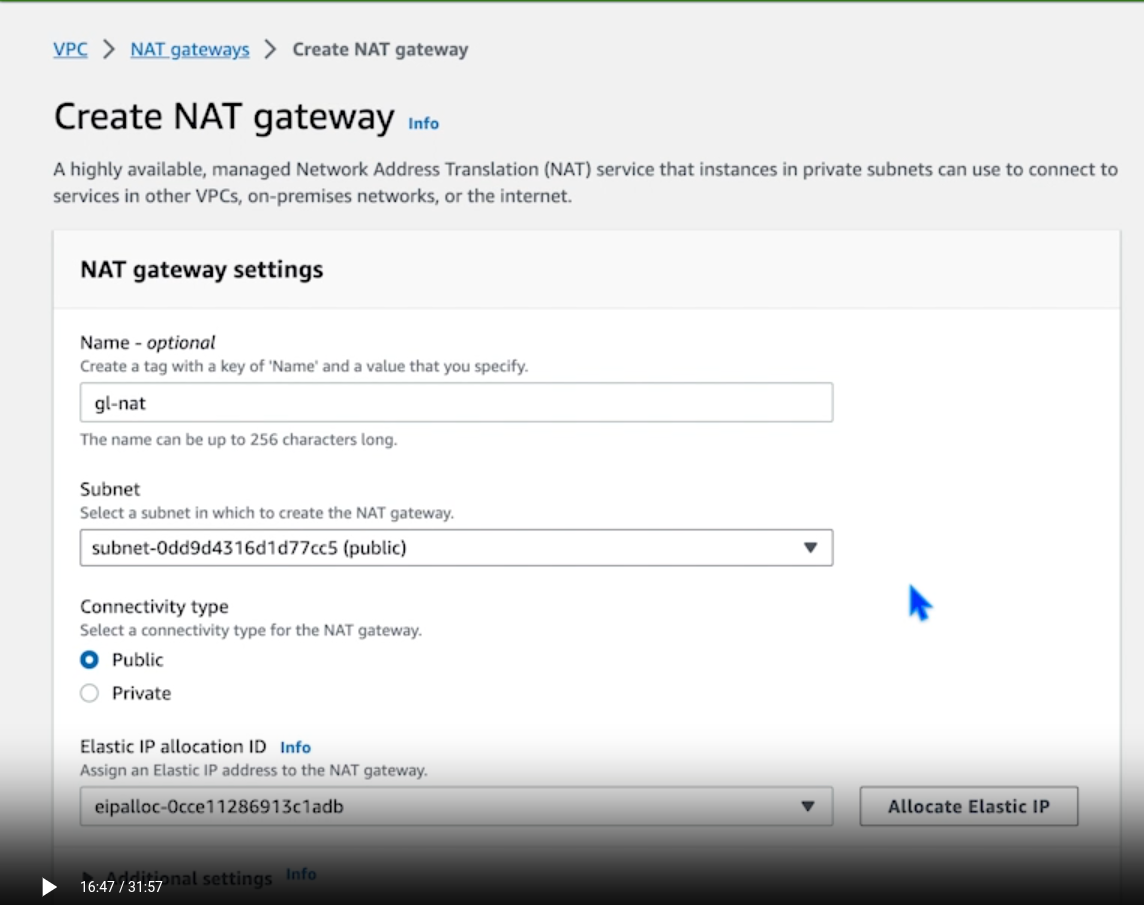 VPC > NAT gateways > Create NAT gateway
Create NAT gateway Info
A highly available, managed Network Address Translation (NAT) service that instances in private subnets can use to connect to
services in other VPCs, on-premises networks, or the internet.
NAT gateway settings
Name - optional
Create a tag with a key of 'Name' and a value that you specify.
gl-nat
The name can be up to 256 characters long.
Subnet
Select a subnet in which to create the NAT gateway.
subnet-0dd9d4316d1d77cc5 (public)
Connectivity type
Select a connectivity type for the NAT gateway.
Public
Private
Elastic IP allocation ID Info
Assign an Elastic IP address to the NAT gateway.
eipalloc-0cce11286913c1adb
Allocate Elastic IP
Additional settings Info
16:47 / 31:57